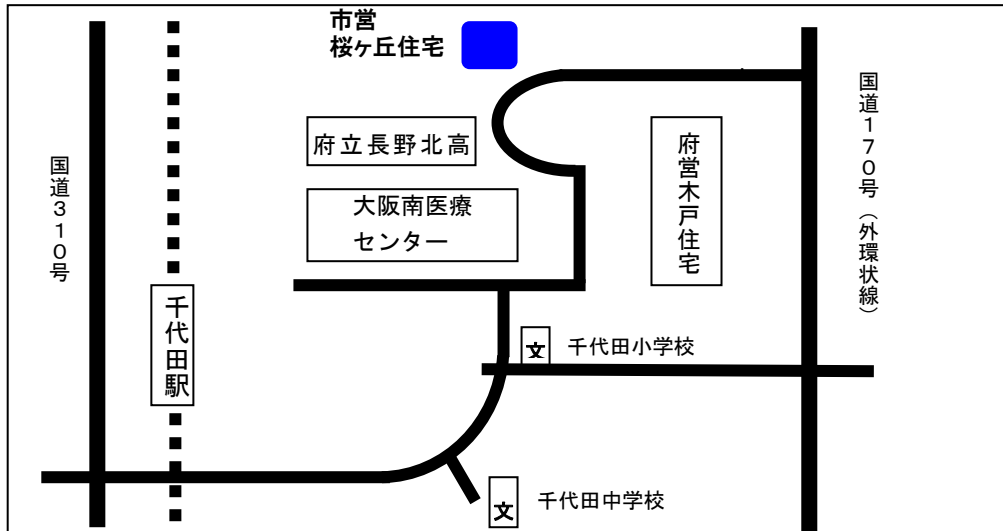 市営
桜ヶ丘住宅
府立長野北高
大阪南医療
センター
府営木戸住宅
国道170号（外環状線）
国道310号
千代田駅
文 千代田小学校
文 千代田中学校